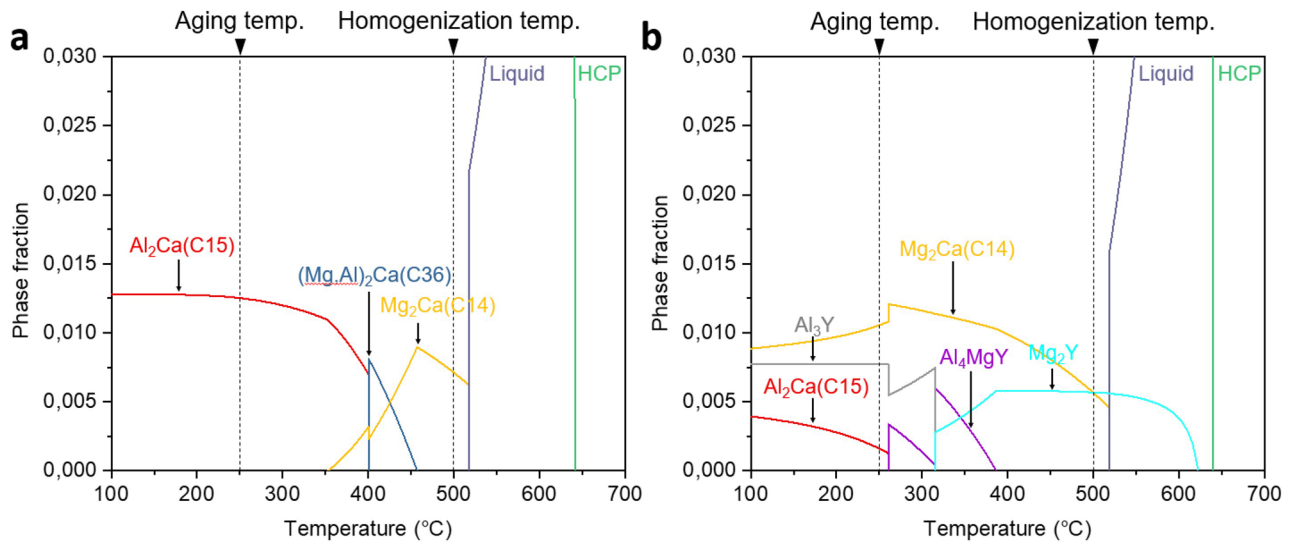 a
Aging temp.
Homogenization temp.
0,030
0,025
0,020
0,015
0,010
0,005
0,000
Phase fraction
Liquid
HCP
Al₂Ca(C15)
(Mg.Al)₂Ca(C36)
Mg₂Ca(C14)
100
200
300
400
500
600
700
Temperature (°C)
b
Aging temp.
Homogenization temp.
0,030
0,025
0,020
0,015
0,010
0,005
0,000
Phase fraction
Liquid
HCP
Mg₂Ca(C14)
Al₃Y
Al₄MgY
Mg₂Y
Al₂Ca(C15)
100
200
300
400
500
600
700
Temperature (°C)